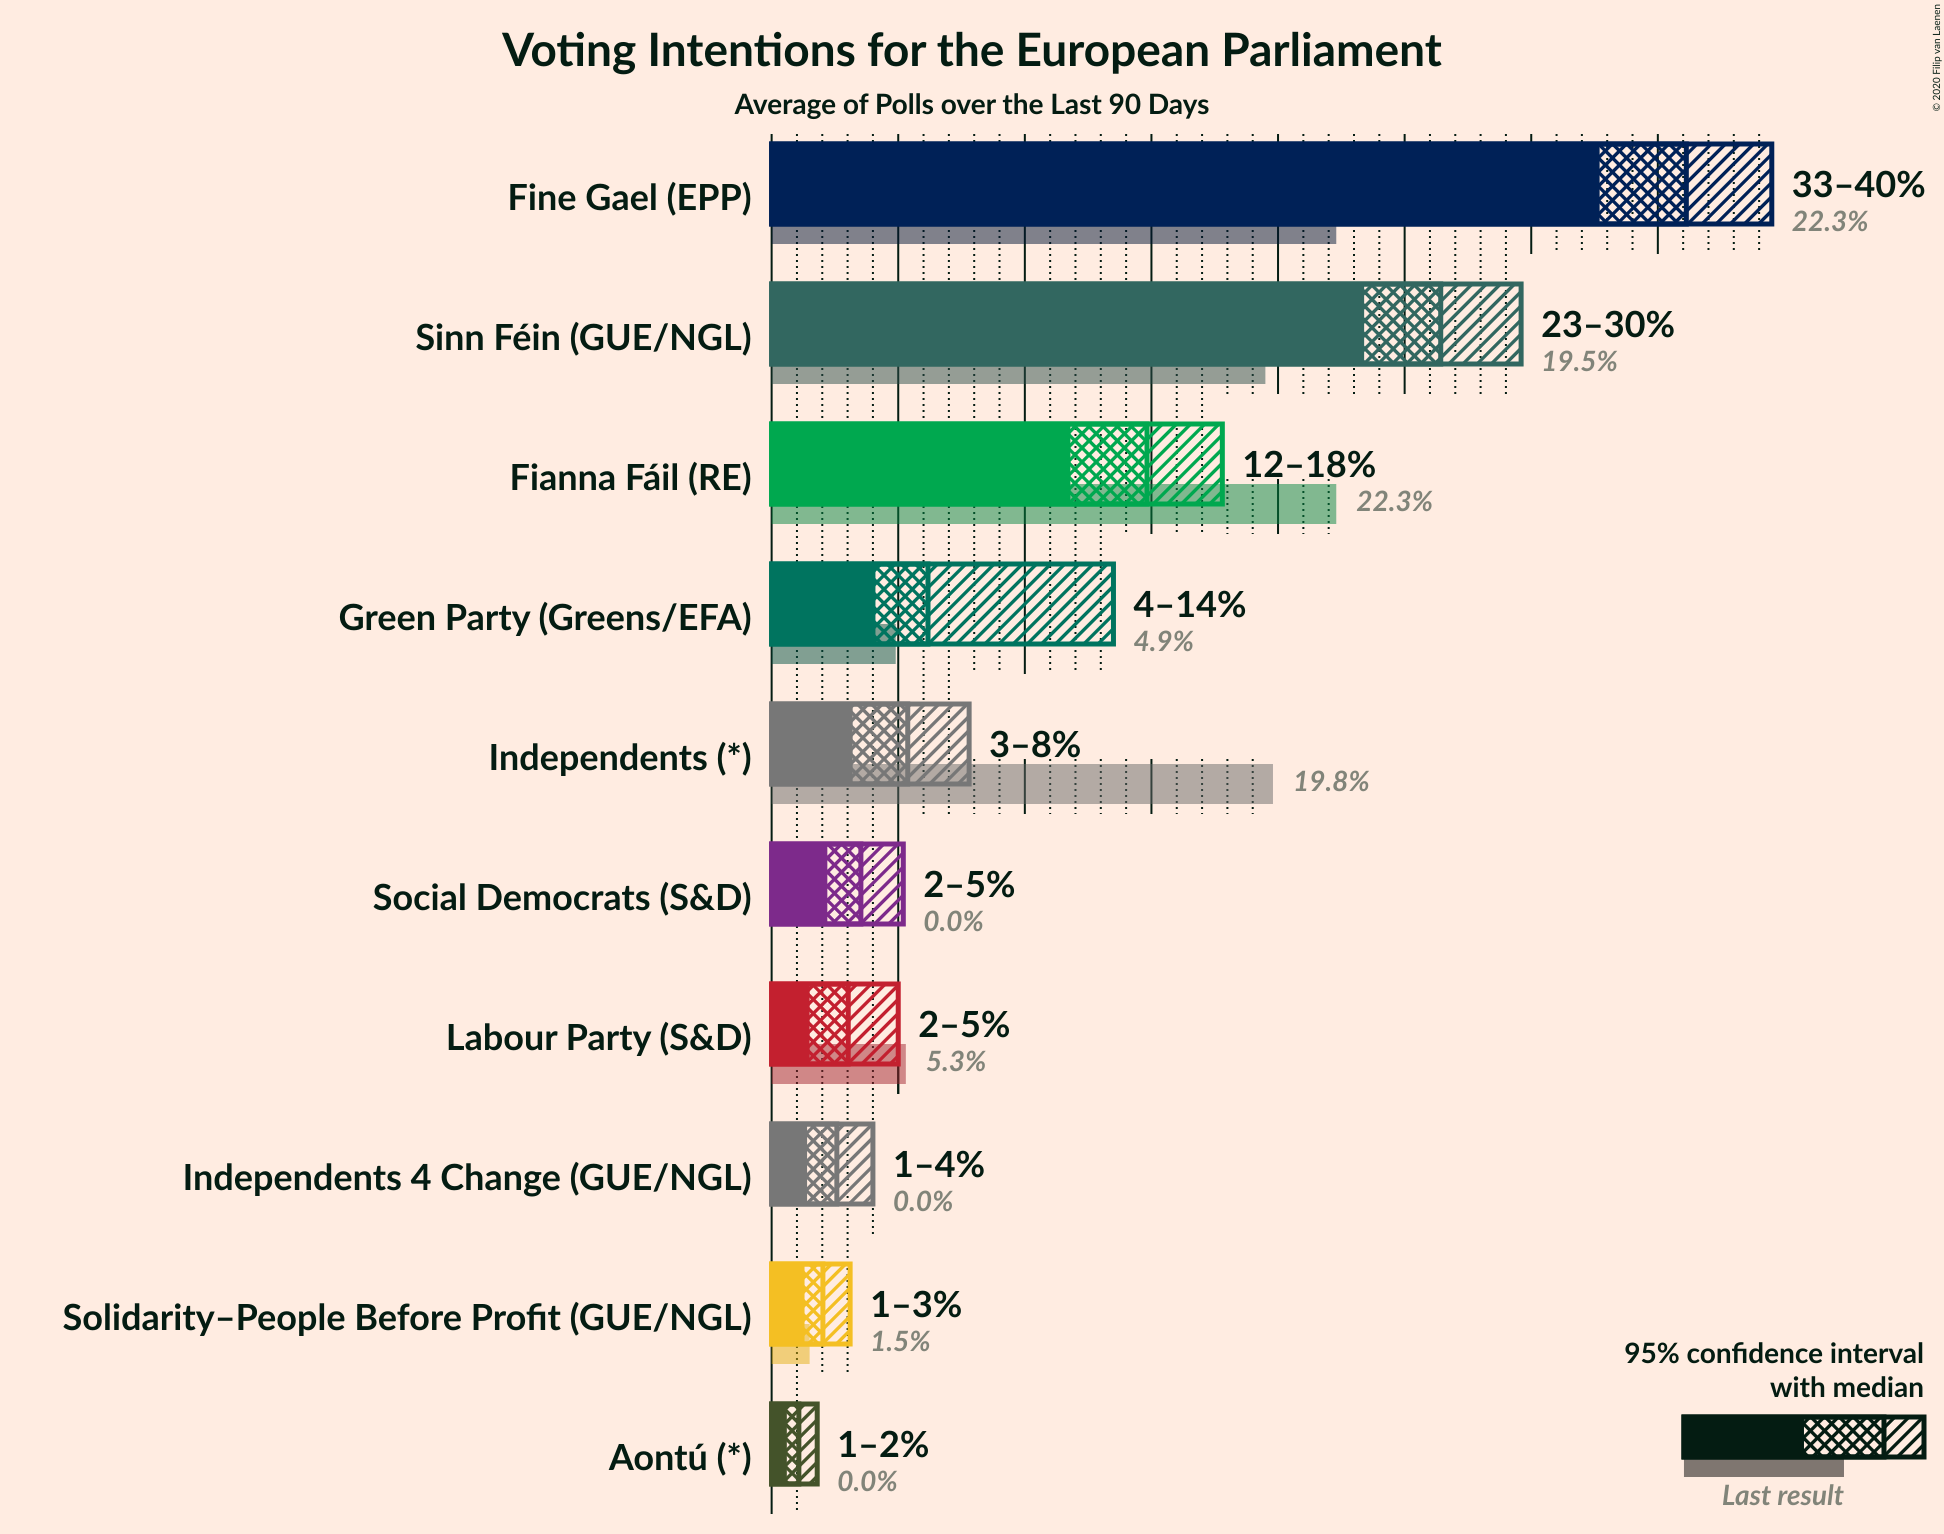 Voting Intentions for the European Parliament
Average of Polls over the Last 90 Days
© 2020 Filip van Laenen
Fine Gael (EPP)
33–40%
22.3%
Sinn Féin (GUE/NGL)
23–30%
19.5%
Fianna Fáil (RE)
12–18%
22.3%
Green Party (Greens/EFA)
4–14%
4.9%
Independents (*)
3–8%
19.8%
Social Democrats (S&D)
2–5%
0.0%
Labour Party (S&D)
2–5%
5.3%
Independents 4 Change (GUE/NGL)
1–4%
0.0%
Solidarity–People Before Profit (GUE/NGL)
1–3%
1.5%
Aontú (*)
1–2%
0.0%
95% confidence interval
with median
Last result